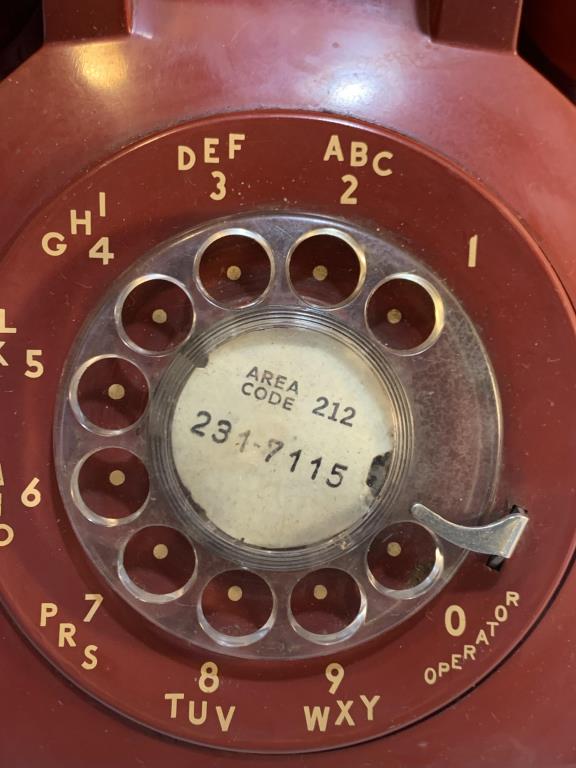 ABC
2
DEF
3
1
GHI
4
L
K
5
6
O
PRS
7
TUV
8
WXY
9
0
OPERATOR
AREA
CODE 212
231-7115